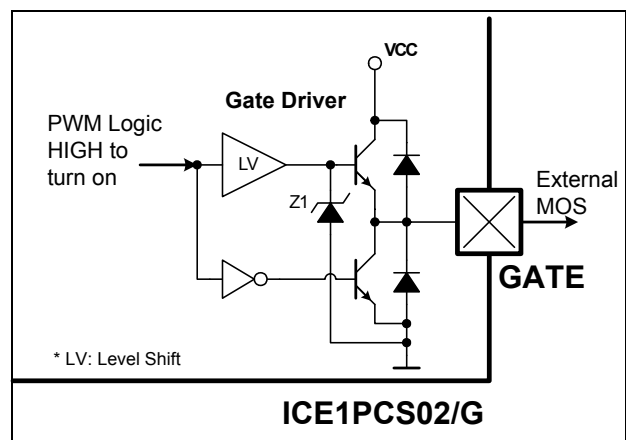 VCC
Gate Driver
PWM Logic
HIGH to
turn on
LV
Z1
External
MOS
GATE
* LV: Level Shift
ICE1PCS02/G